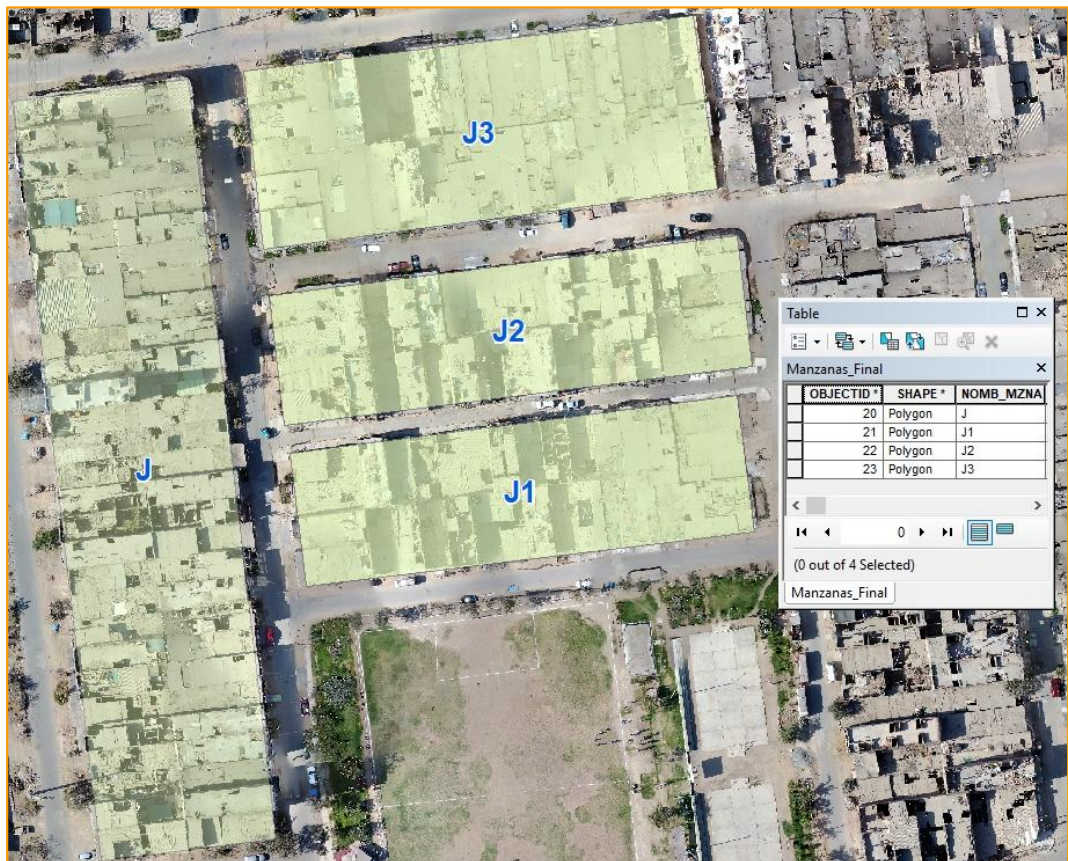 J3
J2
J
J1
Table
Manzanas_Final
OBJECTID * SHAPE * NOMB_MZNA
20 Polygon J
21 Polygon J1
22 Polygon J2
23 Polygon J3
0
(0 out of 4 Selected)
Manzanas_Final